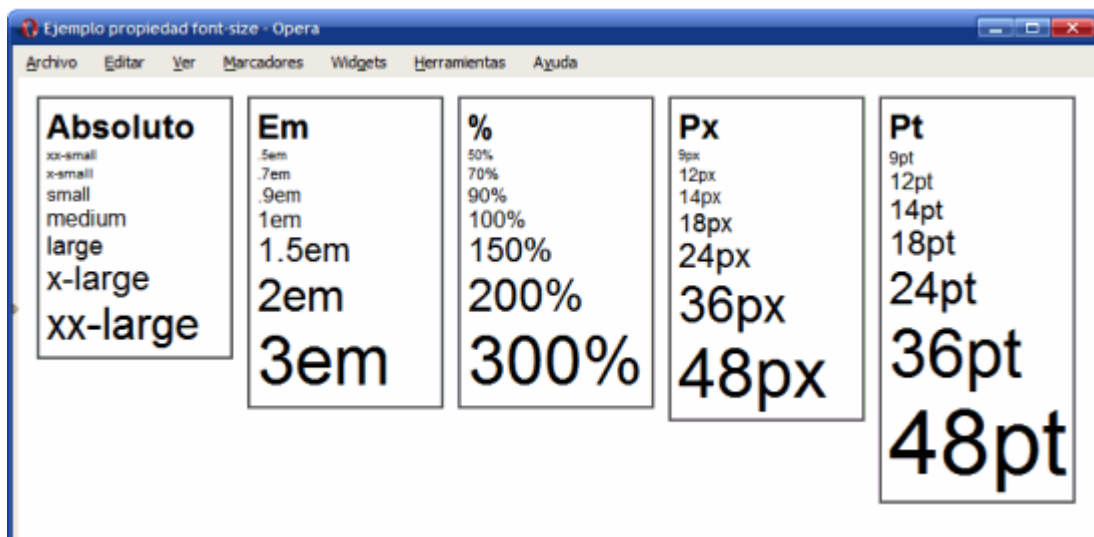 Ejemplo propiedad font-size - Opera
Archivo Editar Ver Marcadores Widgets Herramientas Ayuda
Absoluto
xx-small
x-small
small
medium
large
x-large
xx-large
Em
.5em
.7em
.9em
1em
1.5em
2em
3em
%
50%
70%
90%
100%
150%
200%
300%
Px
9px
12px
14px
18px
24px
36px
48px
Pt
9pt
12pt
14pt
18pt
24pt
36pt
48pt